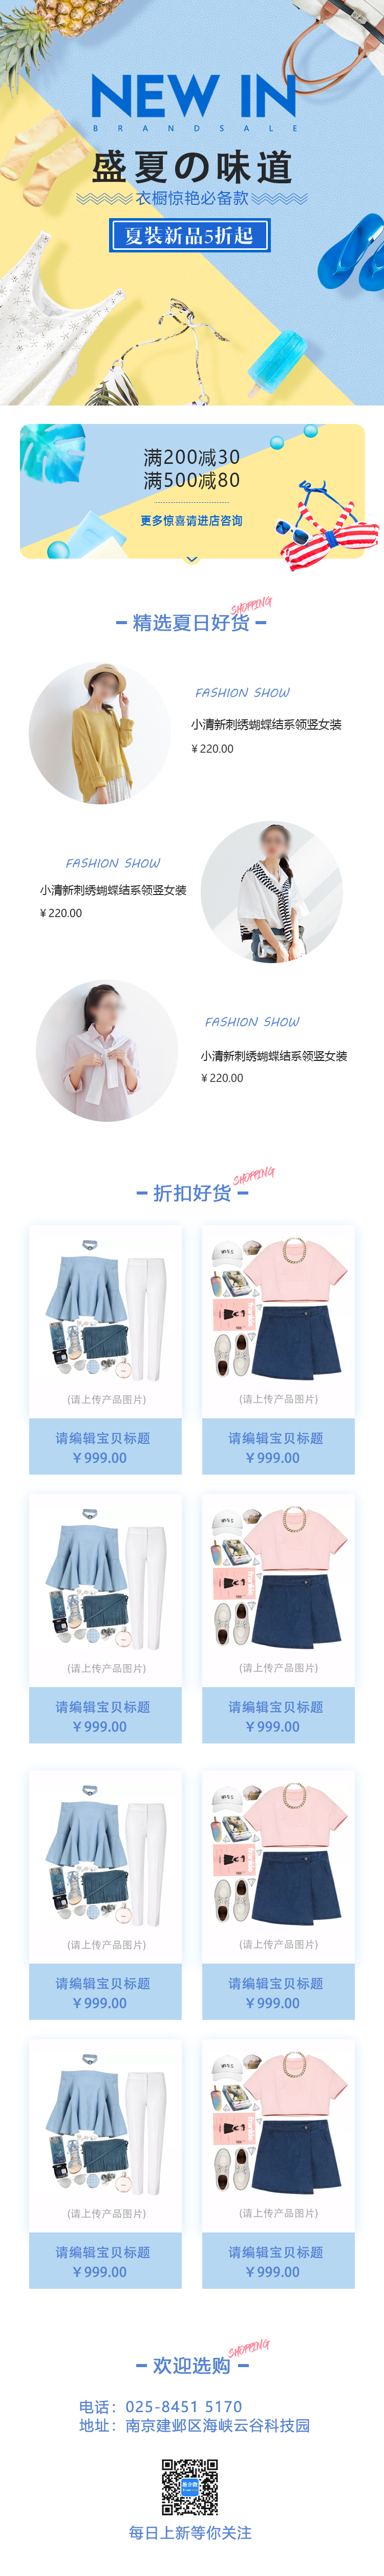 NEW IN
BRANDSALE
盛夏の味道
衣橱惊艳必备款
夏装新品5折起
满200减30
满500减80
更多惊喜请进店咨询
SHOPPING
精选夏日好货
FASHION SHOW
小清新刺绣蝴蝶结系领竖女装
¥220.00
FASHION SHOW
小清新刺绣蝴蝶结系领竖女装
¥220.00
FASHION SHOW
小清新刺绣蝴蝶结系领竖女装
¥220.00
SHOPPING
折扣好货
(请上传产品图片)
请编辑宝贝标题
￥999.00
(请上传产品图片)
请编辑宝贝标题
￥999.00
(请上传产品图片)
请编辑宝贝标题
￥999.00
(请上传产品图片)
请编辑宝贝标题
￥999.00
(请上传产品图片)
请编辑宝贝标题
￥999.00
(请上传产品图片)
请编辑宝贝标题
￥999.00
(请上传产品图片)
请编辑宝贝标题
￥999.00
(请上传产品图片)
请编辑宝贝标题
￥999.00
SHOPPING
欢迎选购
电话：025-8451 5170
地址：南京建邺区海峡云谷科技园
每日上新等你关注